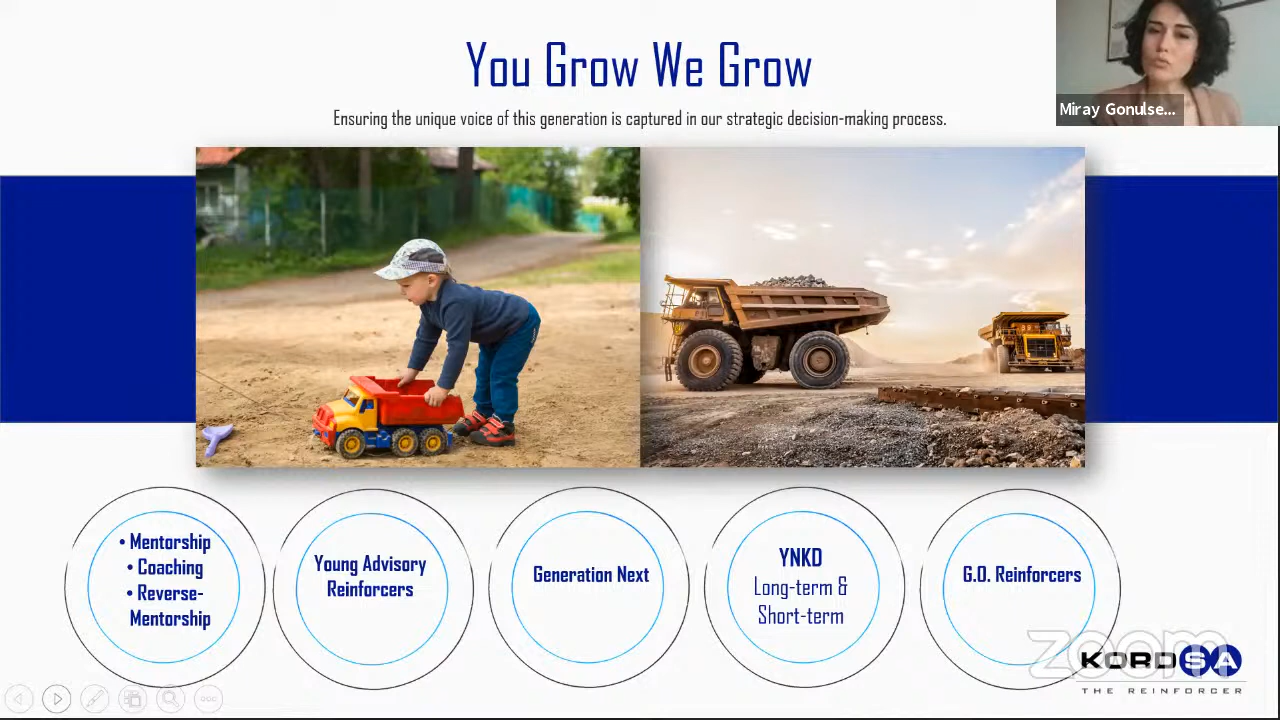 You Grow We Grow
Ensuring the unique voice of this generation is captured in our strategic decision-making process.
Miray Gonulse...
• Mentorship
• Coaching
• Reverse-
Mentorship
Young Advisory
Reinforcers
Generation Next
YNKD
Long-term &
Short-term
G.O. Reinforcers
zoom
KORDSA
THE REINFORCER